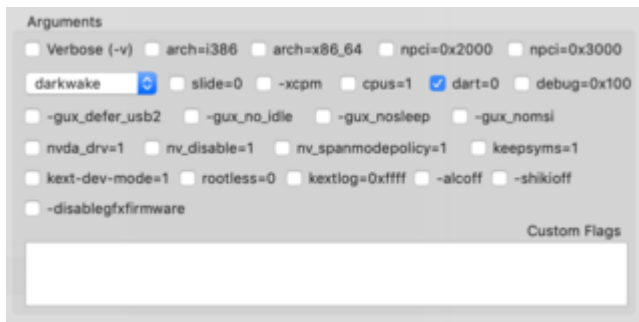 Arguments
Verbose (-v) arch=i386 arch=x86_64 npci=0x2000 npci=0x3000
darkwake slide=0 -xcpm cpus=1 dart=0 debug=0x100
-gux_defer_usb2 -gux_no_idle -gux_nosleep -gux_nomsi
nvda_drv=1 nv_disable=1 nv_spanmodepolicy=1 keepsyms=1
kext-dev-mode=1 rootless=0 kextlog=0xffff -alcoff -shikioff
-disablegfxfirmware
Custom Flags